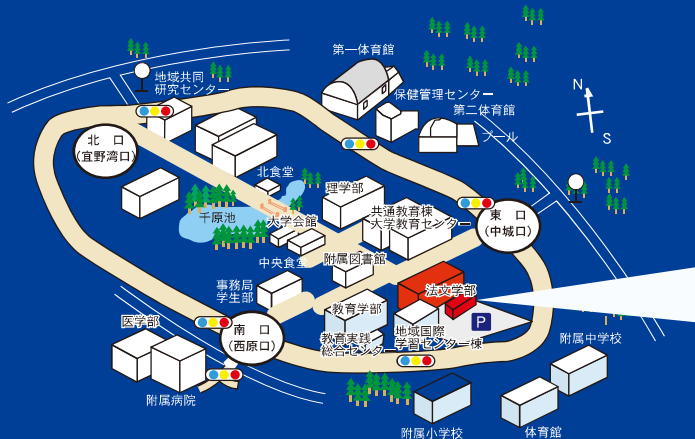 第一体育館
地域共同
研究センター
保健管理センター
第二体育館
プール
N
S
北 口
(宜野湾口)
北食堂
理学部
千原池
大学会館
共通教育棟
大学教育センター
東 口
(中城口)
中央食堂
附属図書館
事務局
学生部
法文学部
教育学部
P
医学部
南 口
(西原口)
教育実践
総合センター
地域国際
学習センター棟
附属中学校
附属病院
附属小学校
体育館